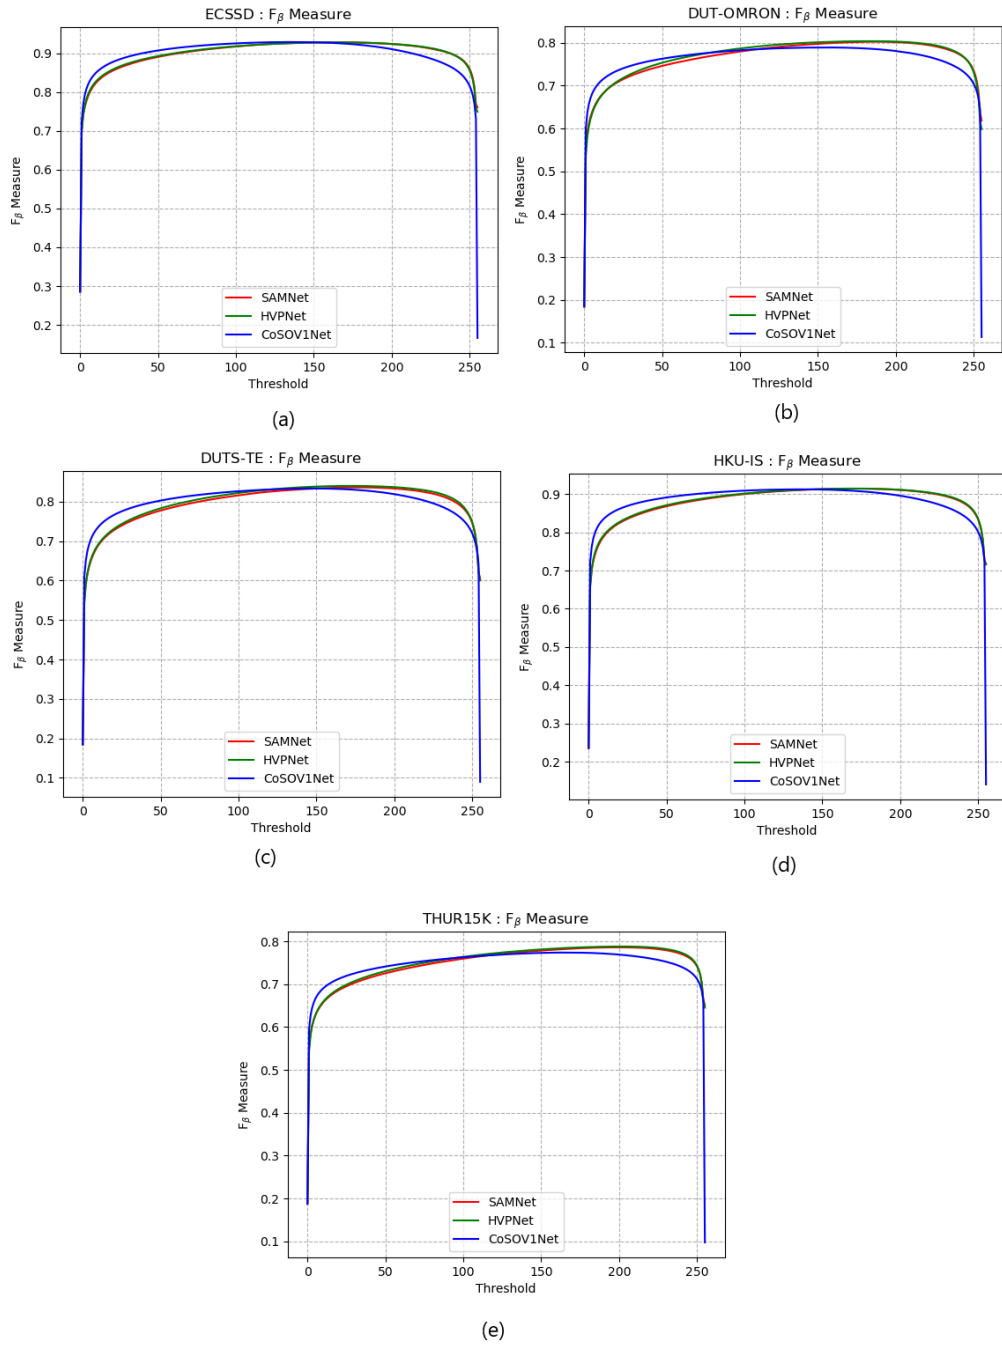 ECSSD : Fβ Measure
0.9
0.8
0.7
0.6
0.5
0.4
0.3
0.2
Fβ Measure
SAMNet
HVPNet
CoSOV1Net
0 50 100 150 200 250
Threshold
(a)
DUT-OMRON : Fβ Measure
0.8
0.7
0.6
0.5
0.4
0.3
0.2
0.1
Fβ Measure
SAMNet
HVPNet
CoSOV1Net
0 50 100 150 200 250
Threshold
(b)
DUTS-TE : Fβ Measure
0.8
0.7
0.6
0.5
0.4
0.3
0.2
0.1
Fβ Measure
SAMNet
HVPNet
CoSOV1Net
0 50 100 150 200 250
Threshold
(c)
HKU-IS : Fβ Measure
0.9
0.8
0.7
0.6
0.5
0.4
0.3
0.2
Fβ Measure
SAMNet
HVPNet
CoSOV1Net
0 50 100 150 200 250
Threshold
(d)
THUR15K : Fβ Measure
0.8
0.7
0.6
0.5
0.4
0.3
0.2
0.1
Fβ Measure
SAMNet
HVPNet
CoSOV1Net
0 50 100 150 200 250
Threshold
(e)